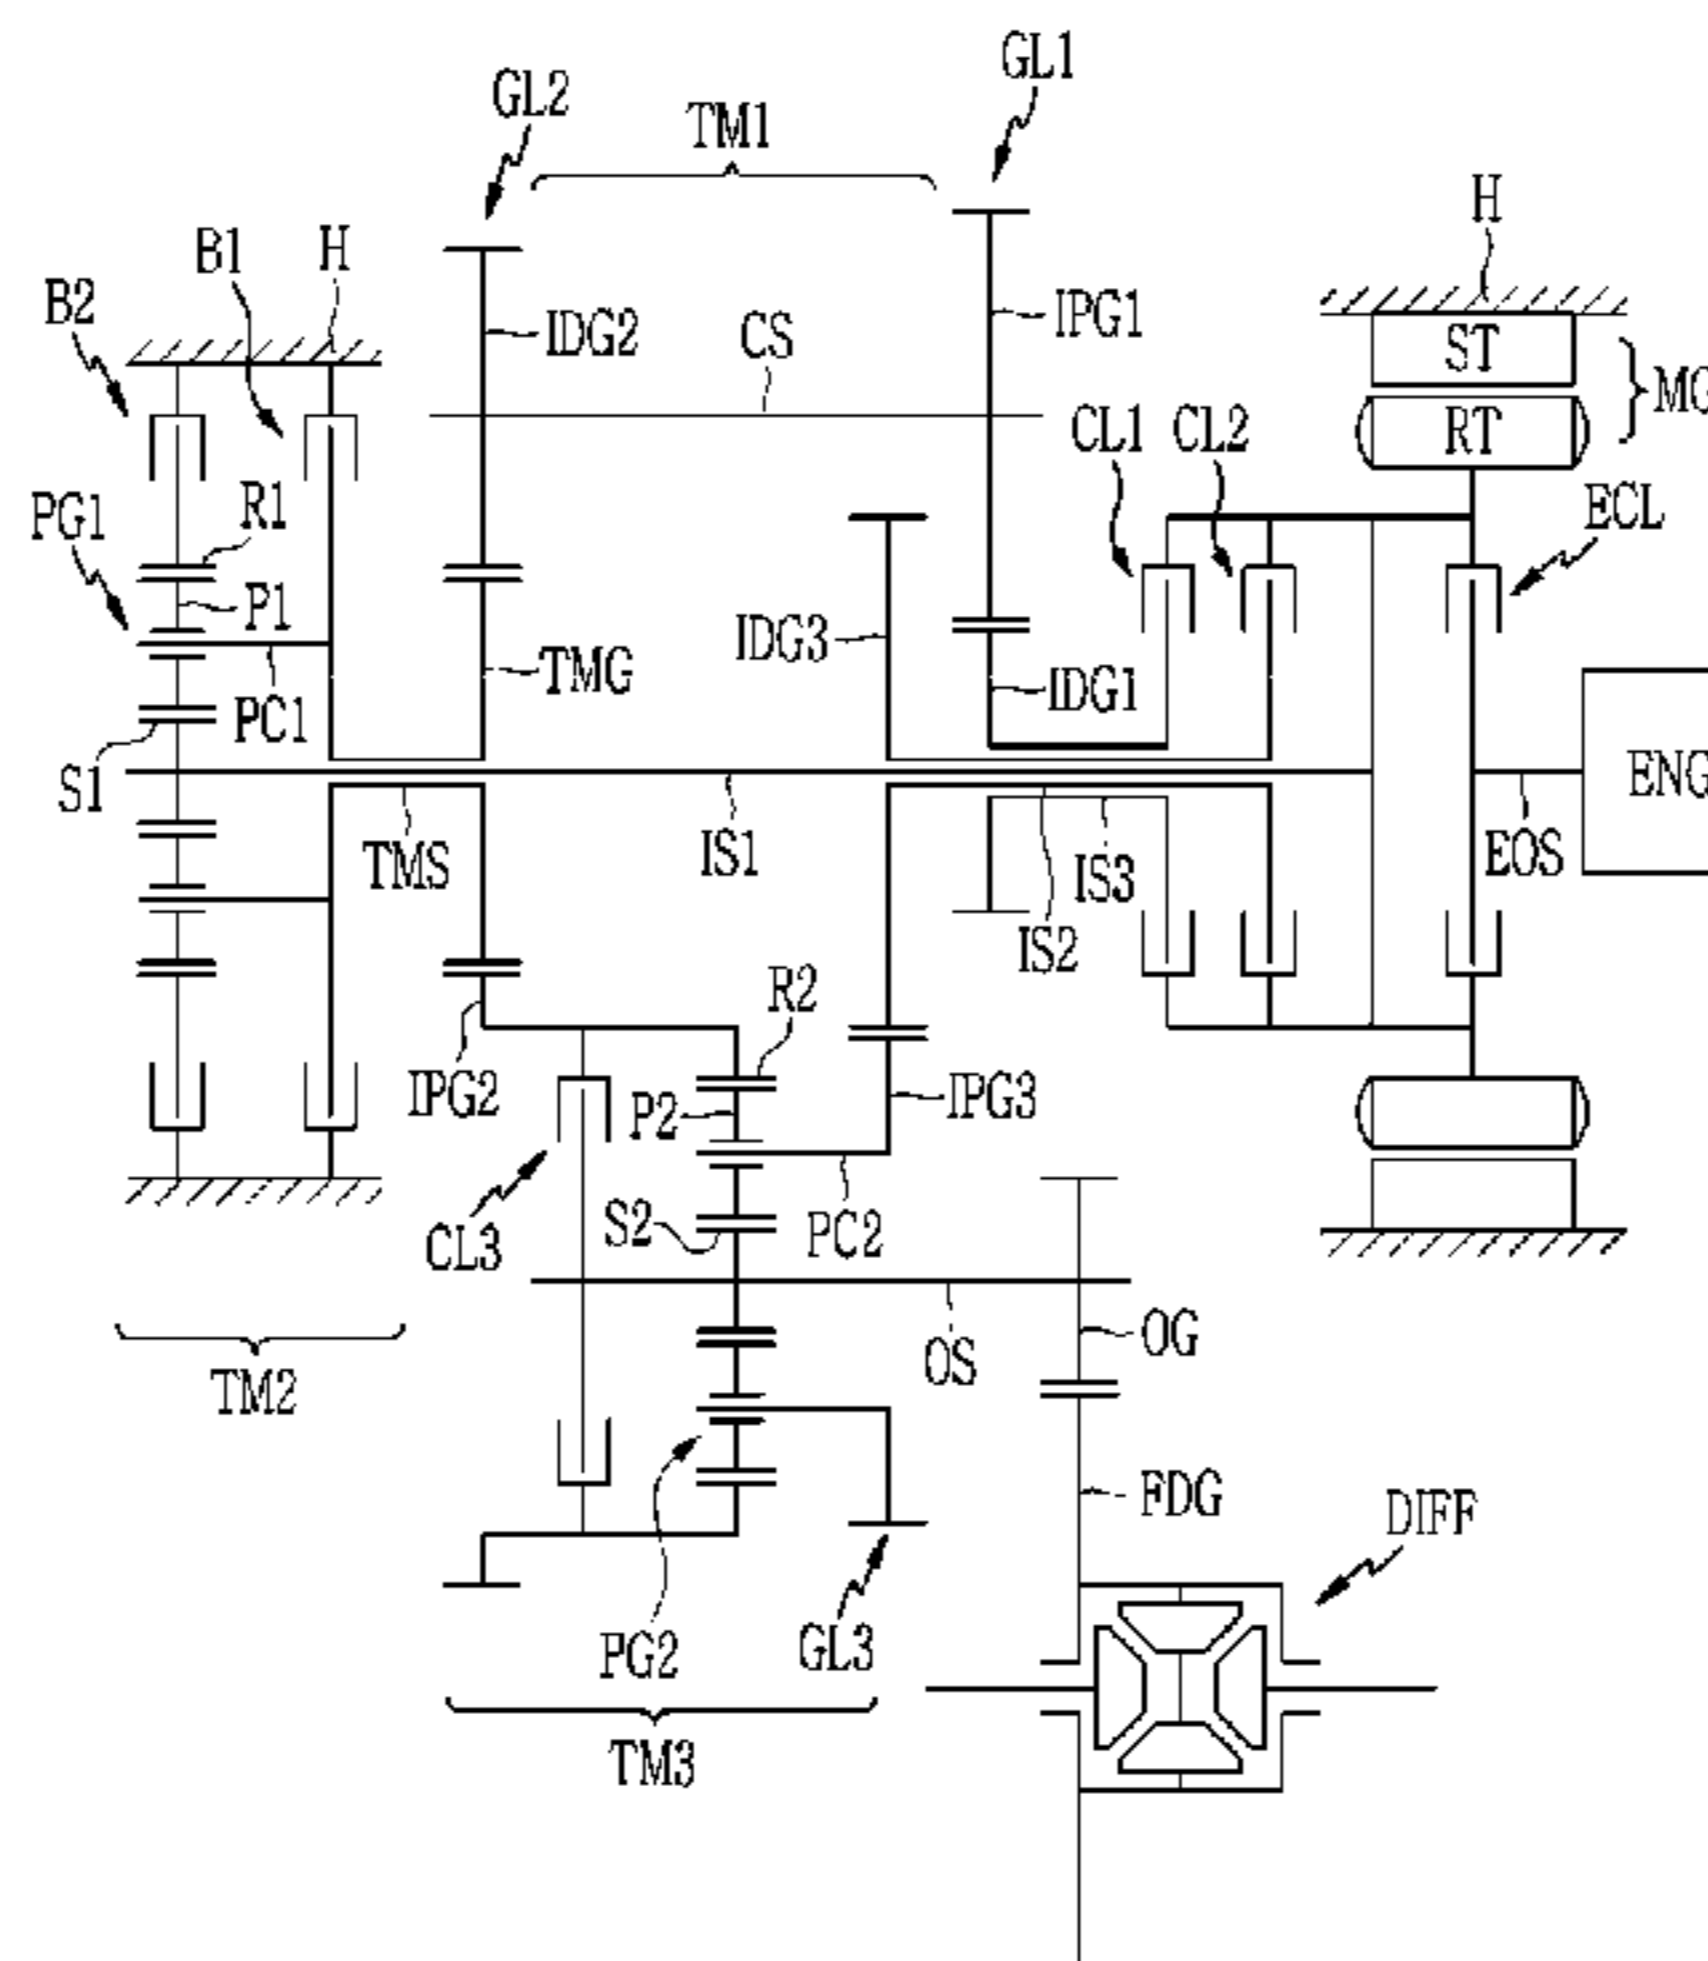 GL1
GL2
TM1
H
B1
H
B2
IDG2
CS
IPG1
ST
MG
RT
CL1
CL2
ECL
PG1
R1
P1
IDG3
TMG
IDG1
PC1
S1
ENG
TMS
IS1
IS3
EOS
IS2
R2
IPG2
P2
IPG3
CL3
S2
PC2
OG
OS
TM2
FDG
DIFF
PG2
GL3
TM3